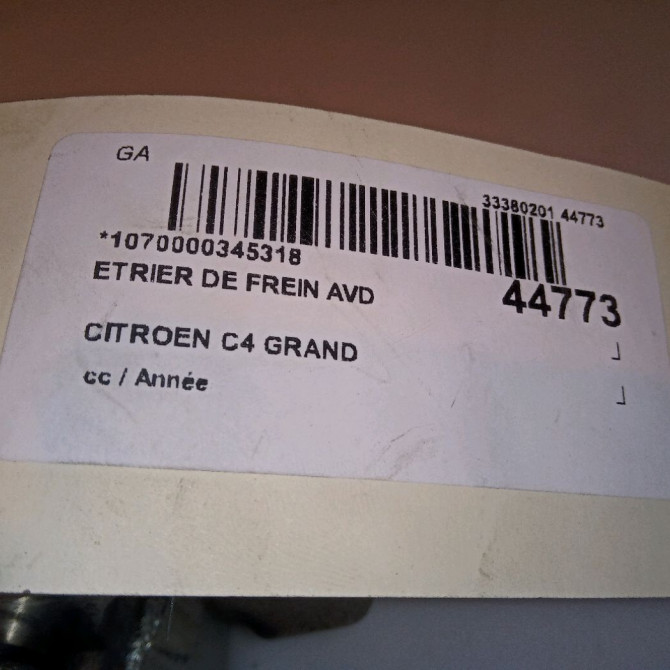 GA
33380201 44773
*1070000345318
ETRIER DE FREIN AVD
44773
CITROEN C4 GRAND
cc / Année